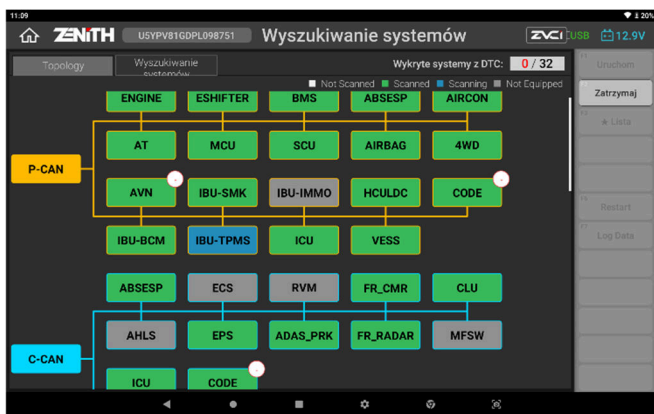 11:09
20%
ZENITH U5YPV81GDPL098751 Wyszukiwanie systemów ZVCI USB 12.9V
Topology Wyszukiwanie systemów Wykryte systemy z DTC: 0 / 32
Not Scanned Scanned Scanning Not Equipped
ENGINE ESHIFTER BMS ABSESP AIRCON
AT MCU SCU AIRBAG 4WD
P-CAN
AVN IBU-SMK IBU-IMMO HCULDC CODE
IBU-BCM IBU-TPMS ICU VESS
ABSESP ECS RVM FR_CMR CLU
AHLS EPS ADAS_PRK FR_RADAR MFSW
C-CAN
ICU CODE
Uruchom
Zatrzymaj
Lista
Restart
Log Data